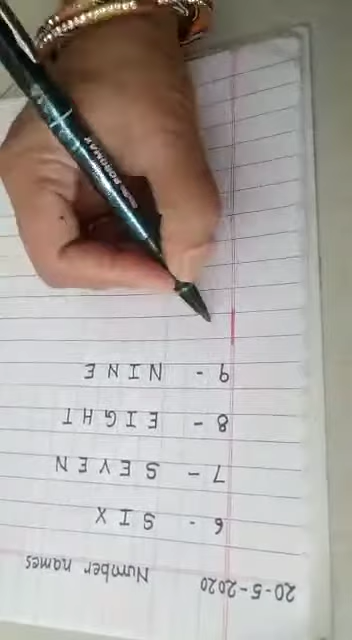 20-5-2020 Number names
6 - SIX
7 - SEVEN
8 - EIGHT
9 - NINE